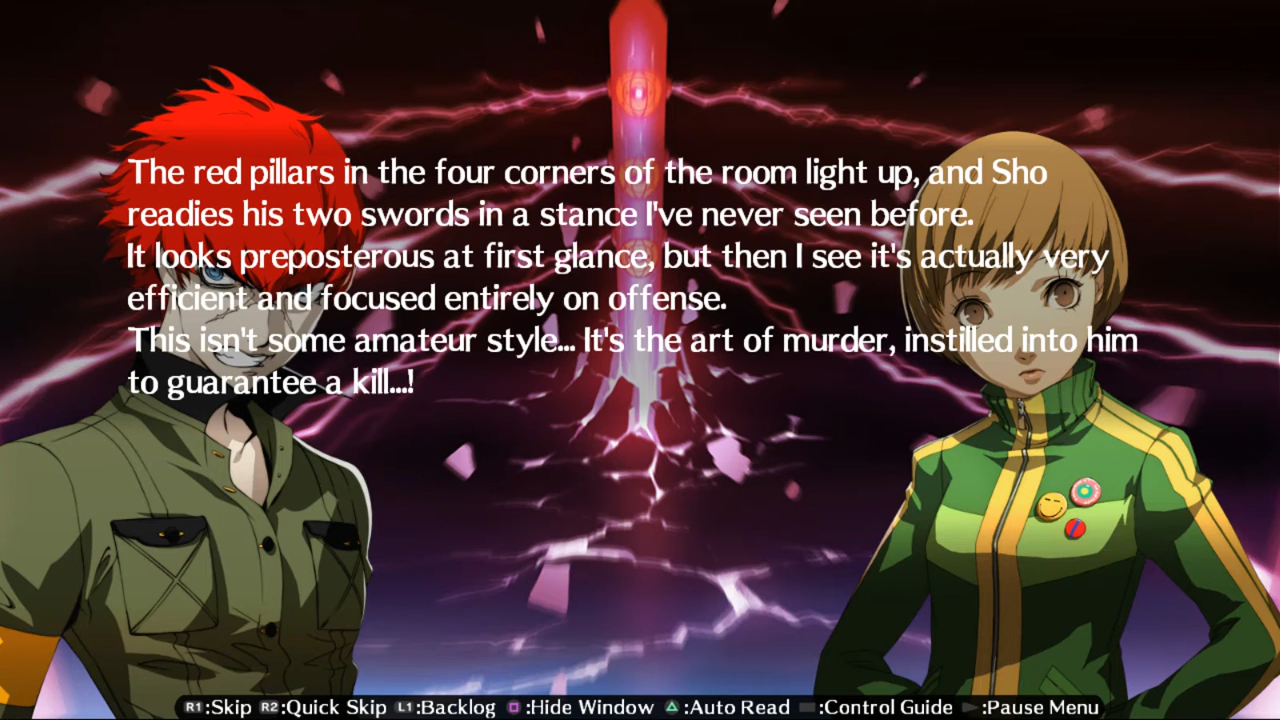 The red pillars in the four corners of the room light up, and Sho
readies his two swords in a stance I've never seen before.
It looks preposterous at first glance, but then I see it's actually very
efficient and focused entirely on offense.
This isn't some amateur style... It's the art of murder, instilled into him
to guarantee a kill...!
R1:Skip R2:Quick Skip L1:Backlog :Hide Window :Auto Read :Control Guide :Pause Menu